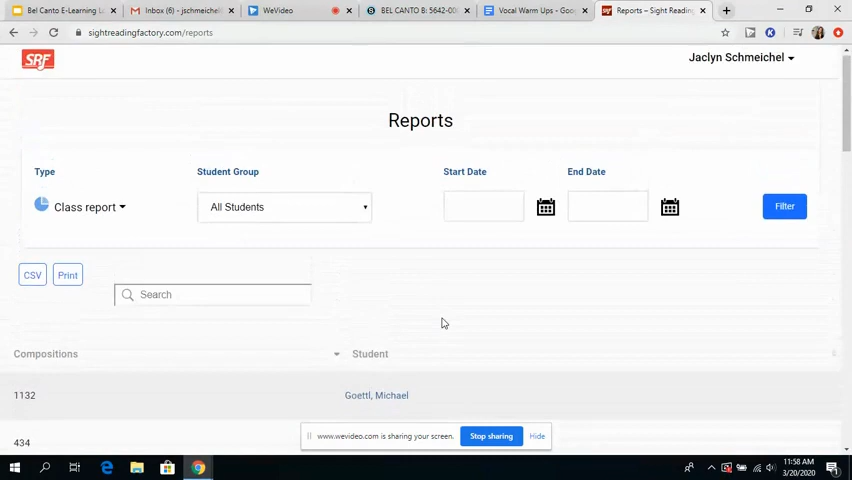 Bel Canto E-Learning L
Inbox (6) - jschmeichel
WeVideo
BEL CANTO B: 5642-00
Vocal Warm Ups - Goog
Reports – Sight Reading
sightreadingfactory.com/reports
SRF
Jaclyn Schmeichel
Reports
Type
Student Group
Start Date
End Date
Class report
All Students
Filter
CSV
Print
Search
Compositions
Student
1132
Goettl, Michael
434
www.wevideo.com is sharing your screen.
Stop sharing
Hide
11:58 AM
3/20/2020